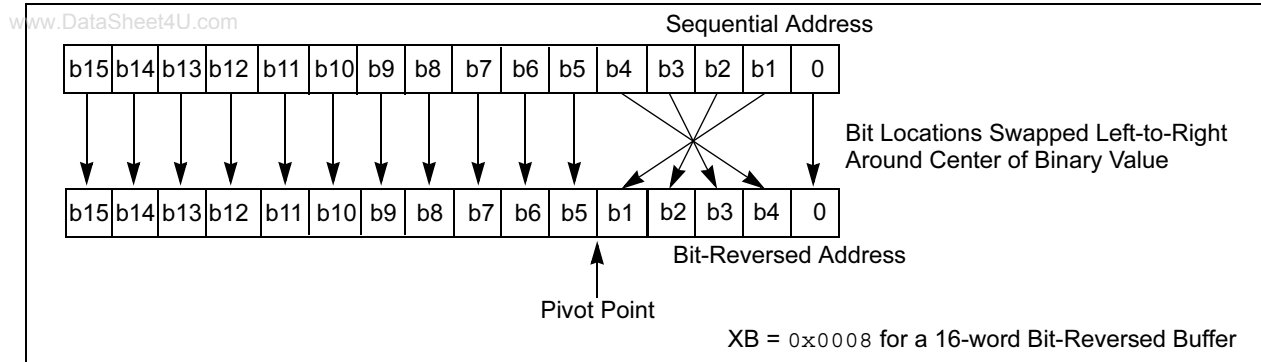 www.DataSheet4U.com
Sequential Address
b15 b14 b13 b12 b11 b10 b9 b8 b7 b6 b5 b4 b3 b2 b1 0
Bit Locations Swapped Left-to-Right
Around Center of Binary Value
b15 b14 b13 b12 b11 b10 b9 b8 b7 b6 b5 b1 b2 b3 b4 0
Bit-Reversed Address
Pivot Point
XB = 0x0008 for a 16-word Bit-Reversed Buffer